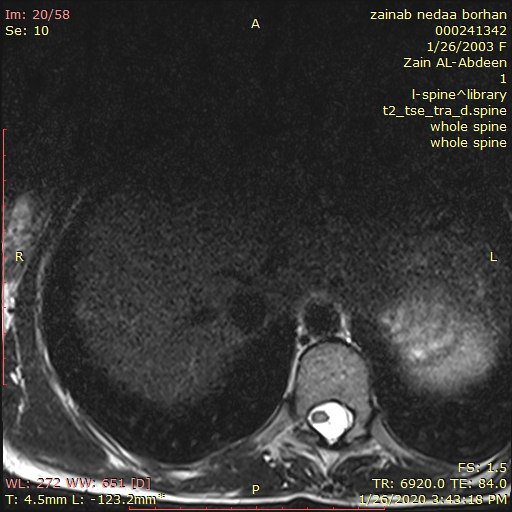 Im: 20/58
Se: 10
A
zainab nedaa borhan
000241342
1/26/2003 F
Zain AL-Abdeen
1
l-spine^library
t2_tse_tra_d.spine
whole spine
whole spine
R
L
WL: 272 WW: 651 [D]
T: 4.5mm L: -123.2mm
P
FS: 1.5
TR: 6920.0 TE: 84.0
1/26/2020 3:43:18 PM